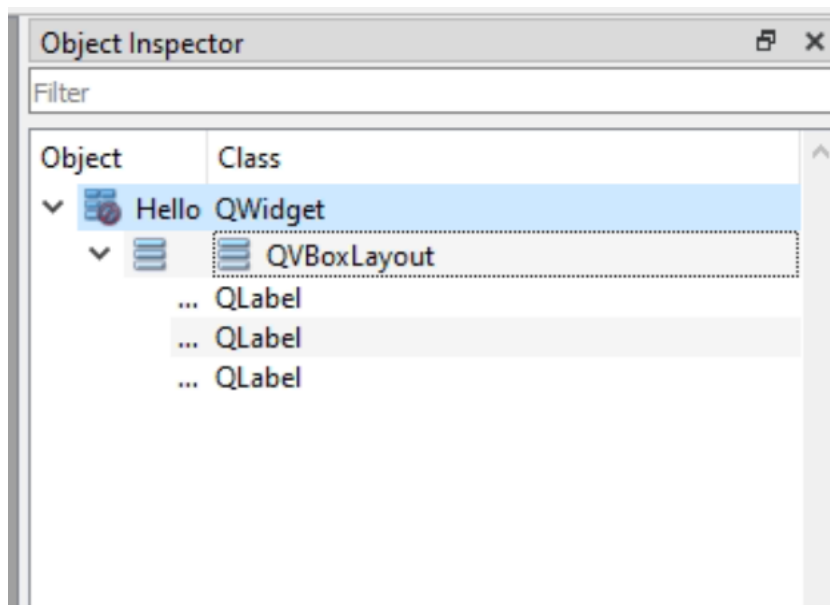 Object Inspector
Filter
Object Class
Hello QWidget
QVBoxLayout
... QLabel
... QLabel
... QLabel